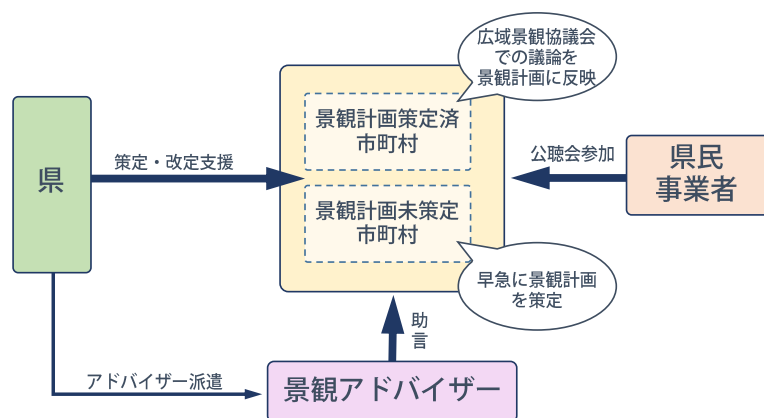 広域景観協議会
での議論を
景観計画に反映
景観計画策定済
市町村
県
策定・改定支援
公聴会参加
県民
事業者
景観計画未策定
市町村
早急に景観計画
を策定
助
言
アドバイザー派遣
景観アドバイザー